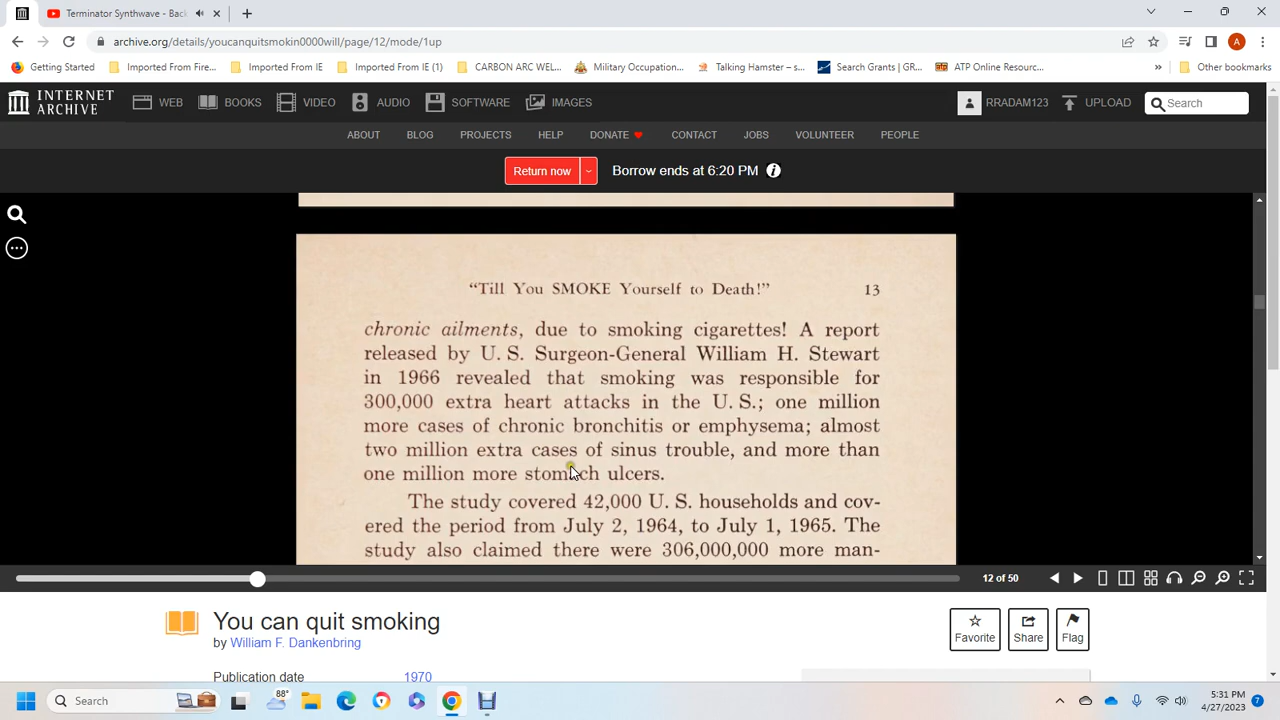 Terminator Synthwave - Back
archive.org/details/youcanquitsmokin0000will/page/12/mode/1up
A
Getting Started
Imported From Fire...
Imported From IE
Imported From IE (1)
CARBON ARC WEL...
Military Occupation...
Talking Hamster – s...
Search Grants | GR...
ATP Online Resourc...
»
Other bookmarks
INTERNET ARCHIVE
WEB
BOOKS
VIDEO
AUDIO
SOFTWARE
IMAGES
RRADAM123
UPLOAD
Search
ABOUT
BLOG
PROJECTS
HELP
DONATE
CONTACT
JOBS
VOLUNTEER
PEOPLE
Return now
Borrow ends at 6:20 PM
i
"Till You SMOKE Yourself to Death!" 13
chronic ailments, due to smoking cigarettes! A report
released by U. S. Surgeon-General William H. Stewart
in 1966 revealed that smoking was responsible for
300,000 extra heart attacks in the U. S.; one million
more cases of chronic bronchitis or emphysema; almost
two million extra cases of sinus trouble, and more than
one million more stomach ulcers.
The study covered 42,000 U. S. households and cov-
ered the period from July 2, 1964, to July 1, 1965. The
study also claimed there were 306,000,000 more man-
12 of 50
You can quit smoking
by William F. Dankenbring
Favorite
Share
Flag
Publication date 1970
Search
88°
5:31 PM
4/27/2023
7